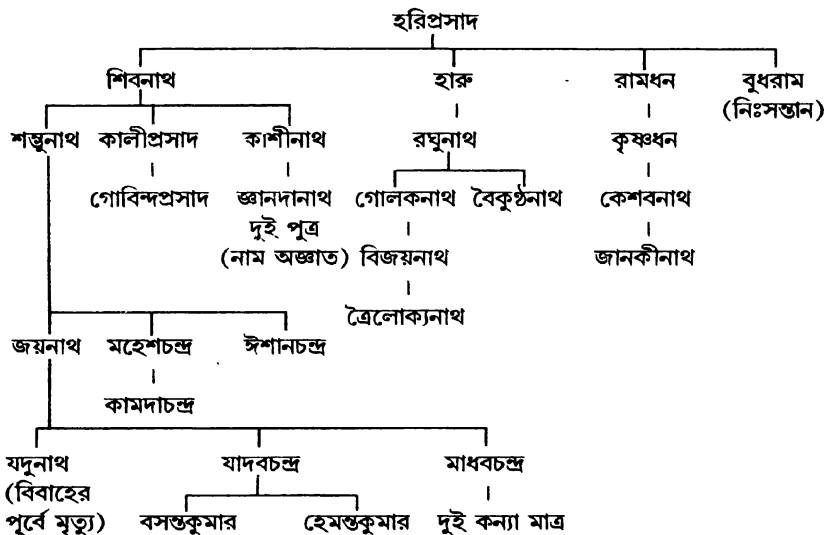 হরিপ্রসাদ
শিবনাথ হারু রামধন বুধরাম
(নিঃসন্তান)
শম্ভুনাথ কালীপ্রসাদ কাশীনাথ রঘুনাথ কৃষ্ণধন
গোবিন্দপ্রসাদ জ্ঞানদানাথ গোলকনাথ বৈকুণ্ঠনাথ কেশবনাথ
দুই পুত্র
(নাম অজ্ঞাত) বিজয়নাথ জানকীনাথ
ত্রৈলোক্যনাথ
জয়নাথ মহেশচন্দ্র ঈশানচন্দ্র
কামদাচন্দ্র
যদুনাথ যাদবচন্দ্র মাধবচন্দ্র
(বিবাহের
পূর্বে মৃত্যু) বসন্তকুমার হেমন্তকুমার দুই কন্যা মাত্র